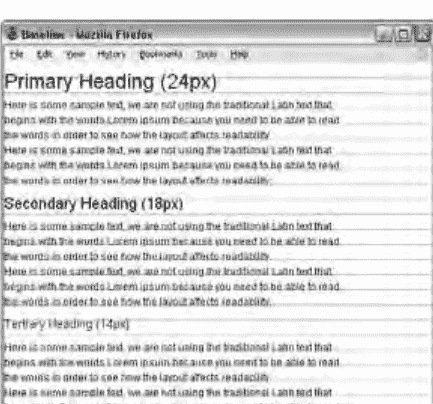 Baseline - Mozilla Firefox
File Edit View History Bookmarks Tools Help
Primary Heading (24px)
Here is some sample text, we are not using the traditional Latin text that
begins with the words Lorem ipsum because you need to be able to read
the words in order to see how the layout affects readability.
Here is some sample text, we are not using the traditional Latin text that
begins with the words Lorem ipsum because you need to be able to read
the words in order to see how the layout affects readability.
Secondary Heading (18px)
Here is some sample text, we are not using the traditional Latin text that
begins with the words Lorem ipsum because you need to be able to read
the words in order to see how the layout affects readability.
Here is some sample text, we are not using the traditional Latin text that
begins with the words Lorem ipsum because you need to be able to read
the words in order to see how the layout affects readability.
Tertiary Heading (14px)
Here is some sample text, we are not using the traditional Latin text that
begins with the words Lorem ipsum because you need to be able to read
the words in order to see how the layout affects readability.
Here is some sample text, we are not using the traditional Latin text that